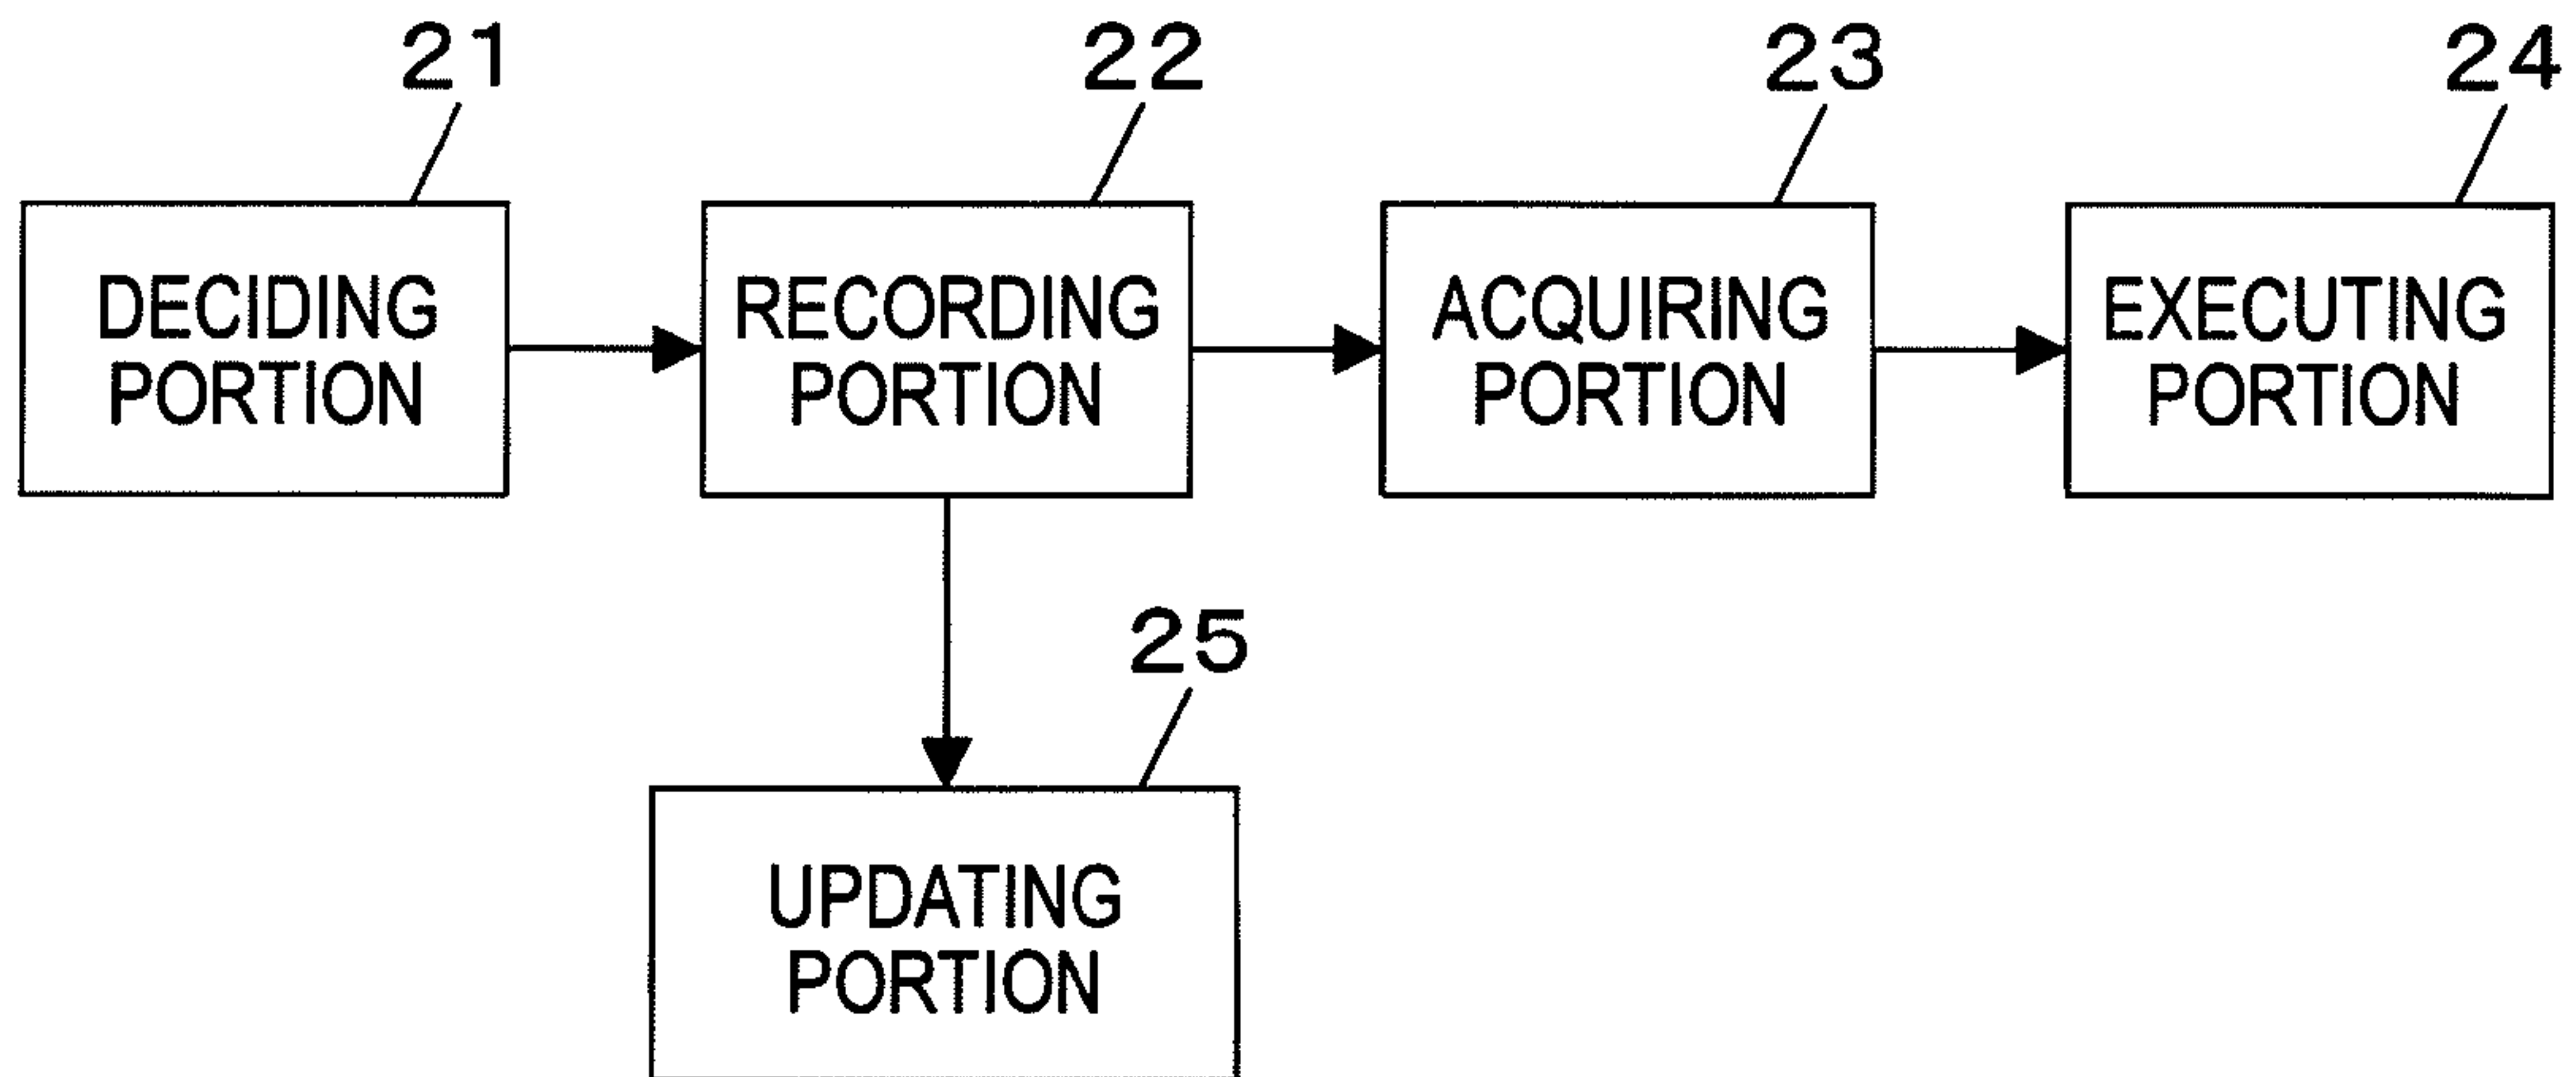 21
22
23
24
DECIDING
PORTION
RECORDING
PORTION
ACQUIRING
PORTION
EXECUTING
PORTION
25
UPDATING
PORTION